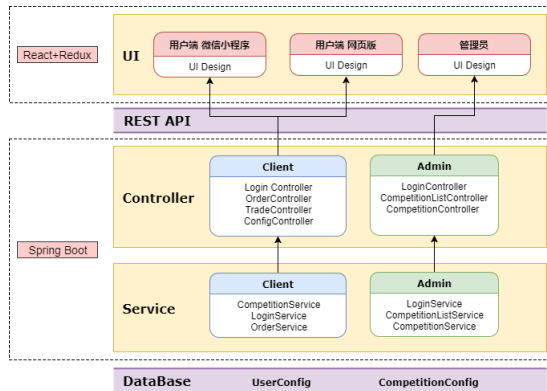 React+Redux
UI
用户端 微信小程序
UI Design
用户端 网页版
UI Design
管理员
UI Design
REST API
Spring Boot
Controller
Client
Login Controller
OrderController
TradeController
ConfigController
Admin
LoginController
CompetitionListController
CompetitionController
Service
Client
CompetitionService
LoginService
OrderService
Admin
LoginService
CompetitionListService
CompetitionService
DataBase
UserConfig
CompetitionConfig